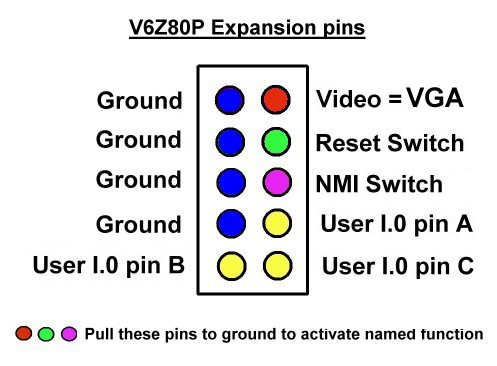 V6Z80P Expansion pins
Ground Video = VGA
Ground Reset Switch
Ground NMI Switch
Ground User I.0 pin A
User I.0 pin B User I.0 pin C
Pull these pins to ground to activate named function